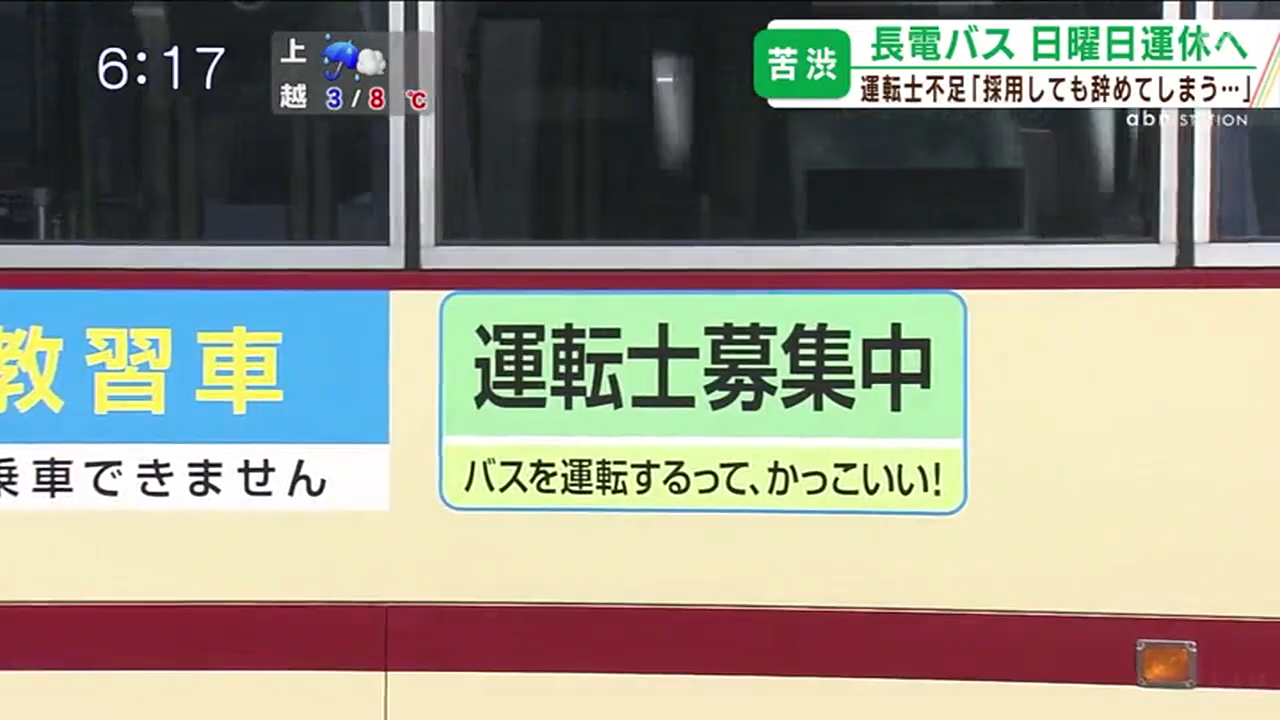 6:17
上越
3/8℃
苦渋
長電バス 日曜日運休へ
運転士不足「採用しても辞めてしまう…」
abn STATION
教習車
乗車できません
運転士募集中
バスを運転するって、かっこいい!